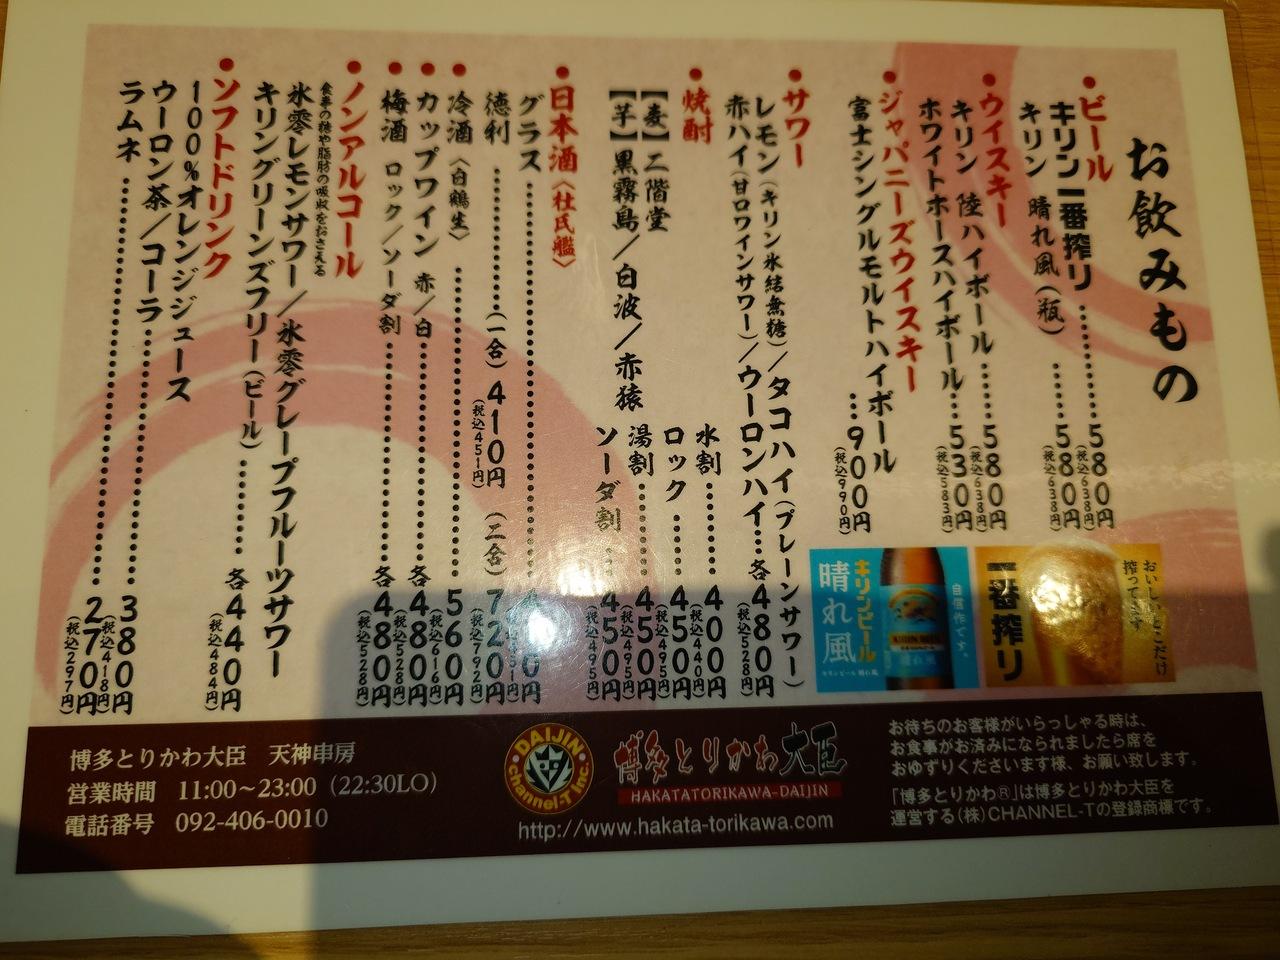 お飲みもの
●ビール
キリン一番搾り……580円
(税込638円)
キリン 晴れ風(瓶)……580円
(税込638円)
●ウイスキー
キリン 陸ハイボール……580円
(税込638円)
ホワイトホースハイボール…530円
(税込583円)
●ジャパニーズウイスキー
富士シングルモルトハイボール
…900円
(税込990円)
●サワー
レモン(キリン氷結無糖)/タコハイ(プレーンサワー)
赤ハイ(甘口ワインサワー)/ウーロンハイ…各480円
(税込528円)
●焼酎
【麦】二階堂
【芋】黒霧島/白波/赤猿
水割……400円
(税込440円)
ロック……450円
(税込495円)
湯割……450円
(税込495円)
ソーダ割…450円
(税込495円)
●日本酒〈杜氏艦〉
グラス……
徳利……(一合)410円
(税込451円)
(二合)720円
(税込792円)
●冷酒〈白鶴生〉……560円
(税込616円)
●カップワイン 赤/白……各480円
(税込528円)
●梅酒 ロック/ソーダ割……各480円
(税込528円)
●ノンアルコール
食事の糖や脂肪の吸収をおさえる
氷零レモンサワー/氷零グレープフルーツサワー
キリングリーンズフリー(ビール)……各440円
(税込484円)
●ソフトドリンク
100%オレンジジュース
ウーロン茶/コーラ……380円
(税込418円)
ラムネ……270円
(税込297円)
おいしいとこだけ
搾ってます
一番搾り
自信作です。
KIRIN BEER
晴れ風
キリンビール
晴れ風
キリンビール 晴れ風
博多とりかわ大臣 天神串房
営業時間 11:00~23:00(22:30LO)
電話番号 092-406-0010
DAIJIN
Channel-T Inc.
博多とりかわ大臣
HAKATATORIKAWA-DAIJIN
http://www.hakata-torikawa.com
お待ちのお客様がいらっしゃる時は、
お食事がお済みになられましたら席を
おゆずりくださいます様、お願い致します。
「博多とりかわ®」は博多とりかわ大臣を
運営する(株)CHANNEL-Tの登録商標です。